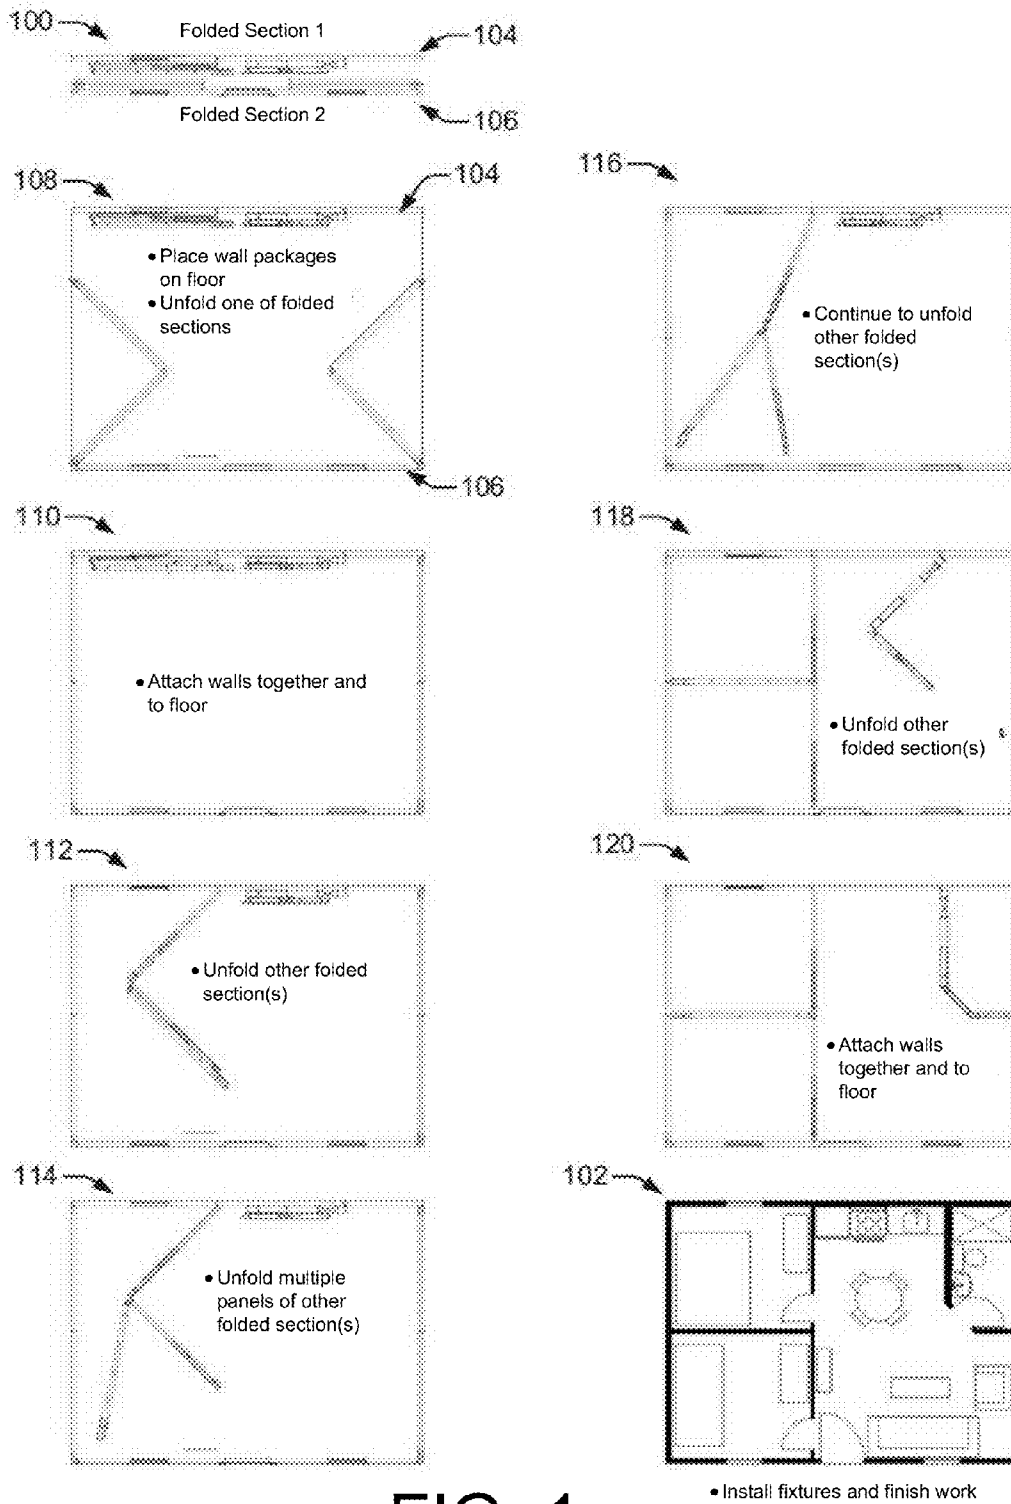 100
Folded Section 1
104
Folded Section 2
106
108
104
• Place wall packages
on floor
• Unfold one of folded
sections
106
110
• Attach walls together and
to floor
112
• Unfold other folded
section(s)
114
• Unfold multiple
panels of other
folded section(s)
116
• Continue to unfold
other folded
section(s)
118
• Unfold other
folded section(s)
120
• Attach walls
together and to
floor
102
• Install fixtures and finish work
FIG. 1